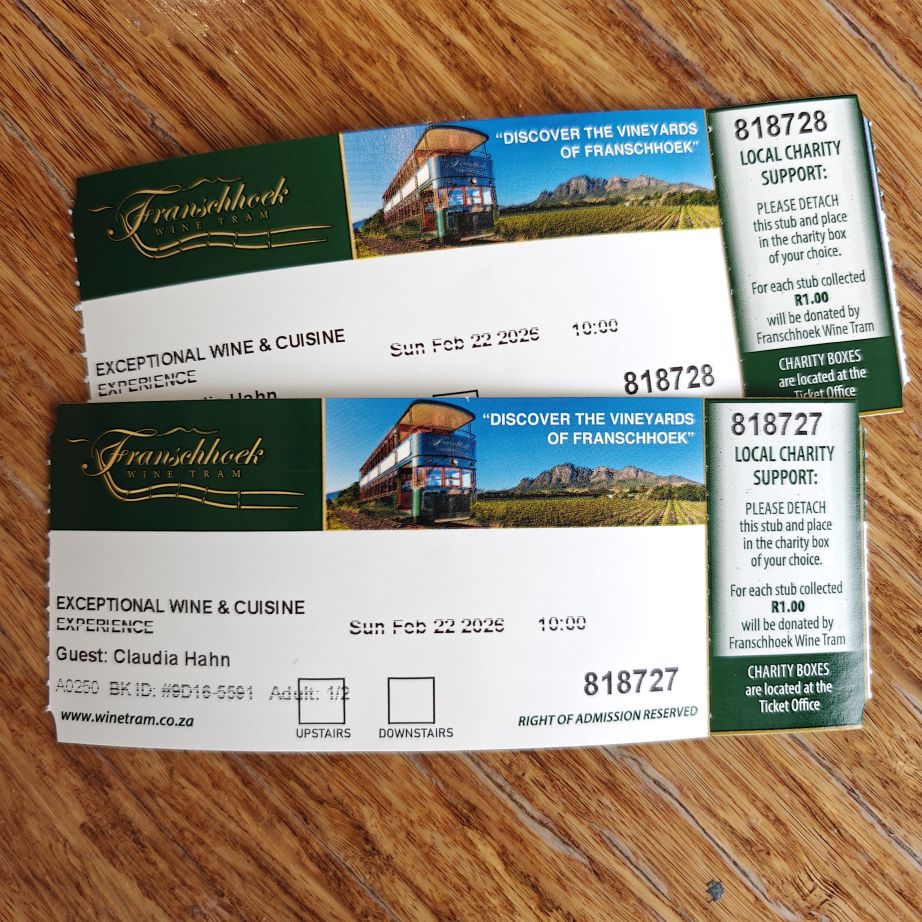 Franschhoek
WINE TRAM
"DISCOVER THE VINEYARDS
OF FRANSCHHOEK"
EXCEPTIONAL WINE & CUISINE
EXPERIENCE
Sun Feb 22 2026 10:00
Hahn
818728
818728
LOCAL CHARITY
SUPPORT:
PLEASE DETACH
this stub and place
in the charity box
of your choice.
For each stub collected
R1.00
will be donated by
Franschhoek Wine Tram
CHARITY BOXES
are located at the
Ticket Office
Franschhoek
WINE TRAM
"DISCOVER THE VINEYARDS
OF FRANSCHHOEK"
EXCEPTIONAL WINE & CUISINE
EXPERIENCE
Sun Feb 22 2026 10:00
Guest: Claudia Hahn
A0250 BK ID: #9D16-5591 Adult: 1/2
818727
www.winetram.co.za
UPSTAIRS
DOWNSTAIRS
RIGHT OF ADMISSION RESERVED
818727
LOCAL CHARITY
SUPPORT:
PLEASE DETACH
this stub and place
in the charity box
of your choice.
For each stub collected
R1.00
will be donated by
Franschhoek Wine Tram
CHARITY BOXES
are located at the
Ticket Office